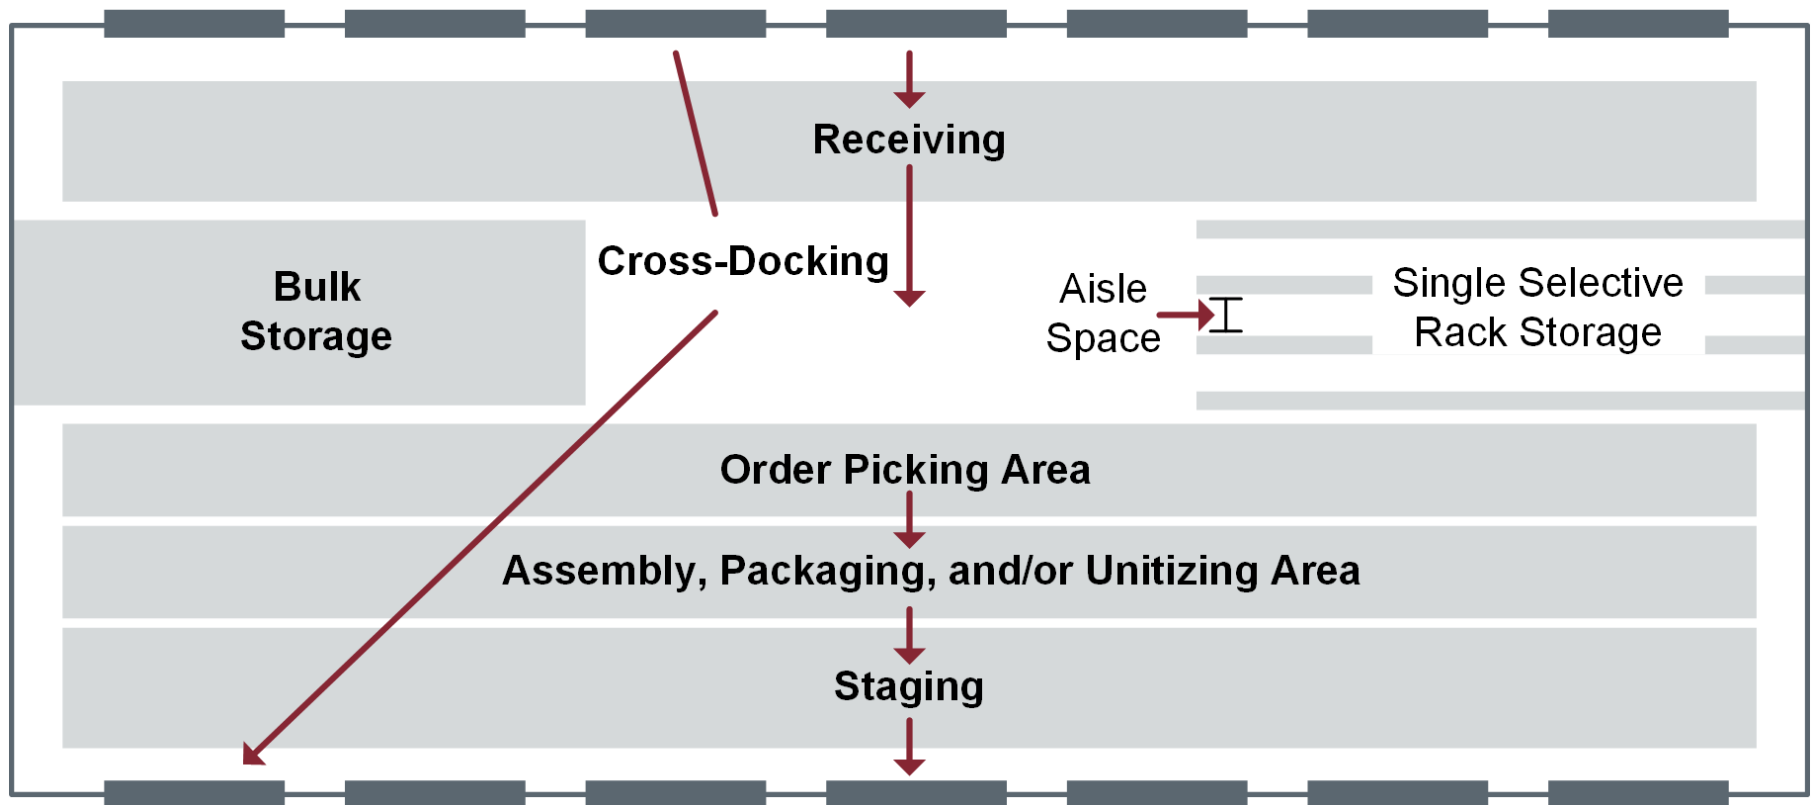 Receiving
Cross-Docking
Bulk
Storage
Aisle
Space
Single Selective
Rack Storage
Order Picking Area
Assembly, Packaging, and/or Unitizing Area
Staging